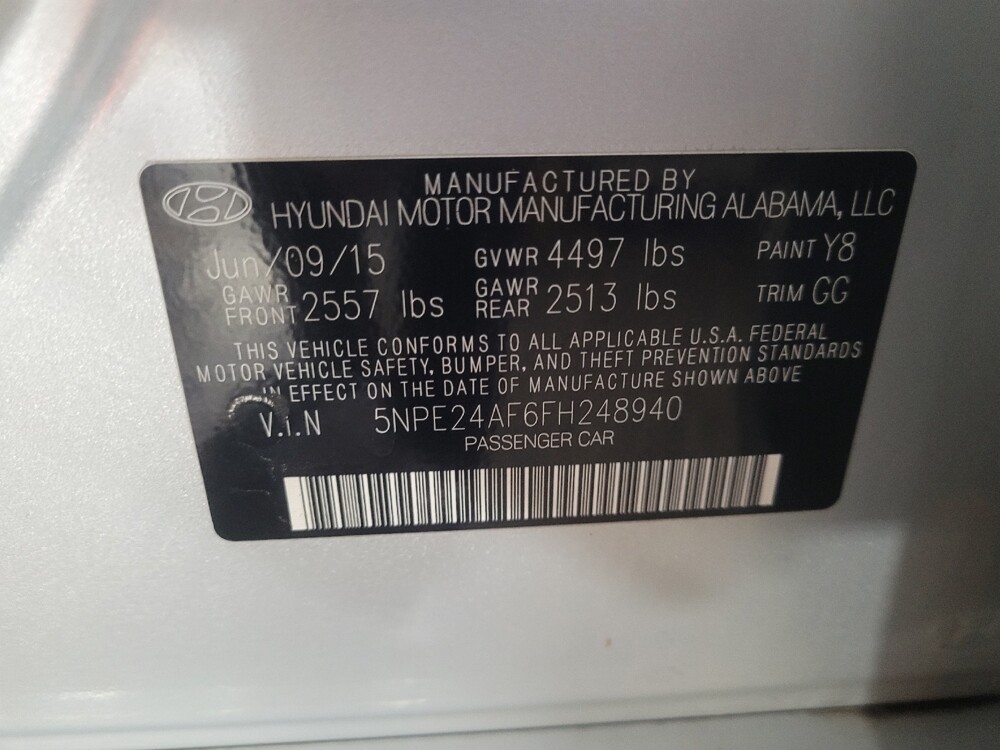 MANUFACTURED BY
HYUNDAI MOTOR MANUFACTURING ALABAMA, LLC
Jun/09/15 GVWR 4497 lbs PAINT Y8
GAWR FRONT 2557 lbs GAWR REAR 2513 lbs TRIM GG
THIS VEHICLE CONFORMS TO ALL APPLICABLE U.S.A. FEDERAL
MOTOR VEHICLE SAFETY, BUMPER, AND THEFT PREVENTION STANDARDS
IN EFFECT ON THE DATE OF MANUFACTURE SHOWN ABOVE
V.i.N 5NPE24AF6FH248940
PASSENGER CAR